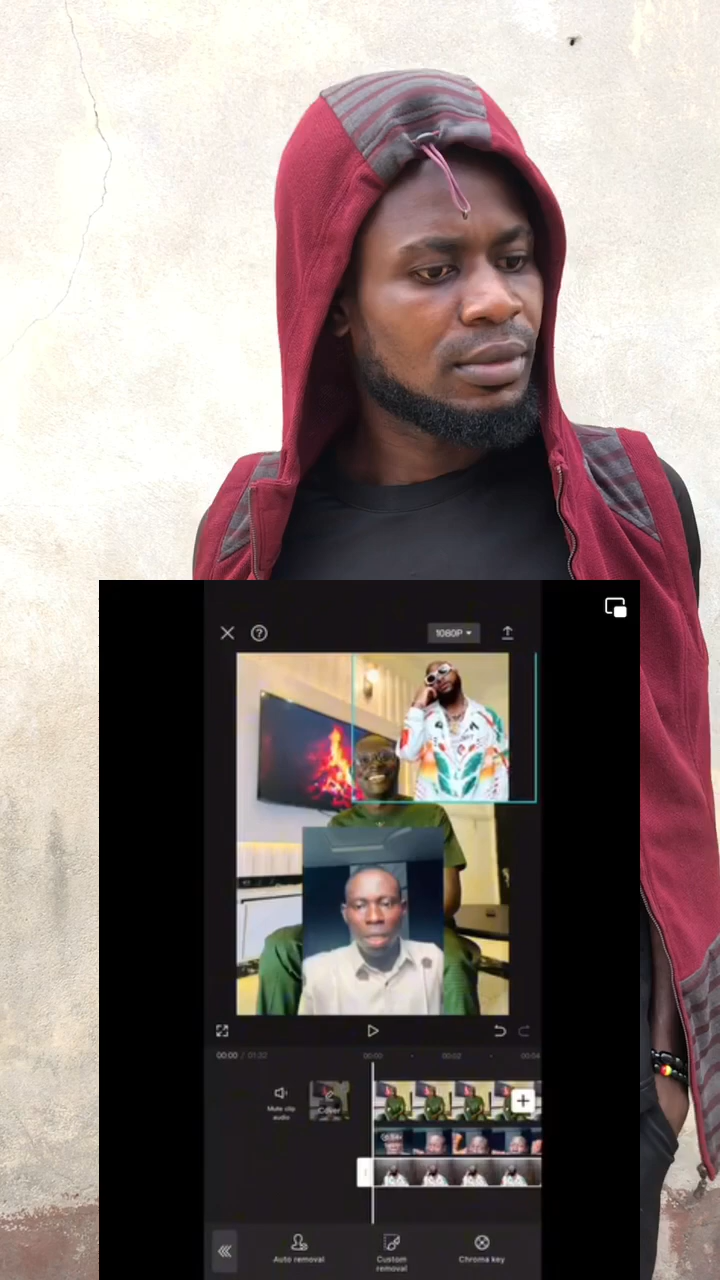 1080P
00:00 / 01:32
00:00
00:02
00:04
Mute clip
audio
Cover
Auto removal
Custom
removal
Chroma key